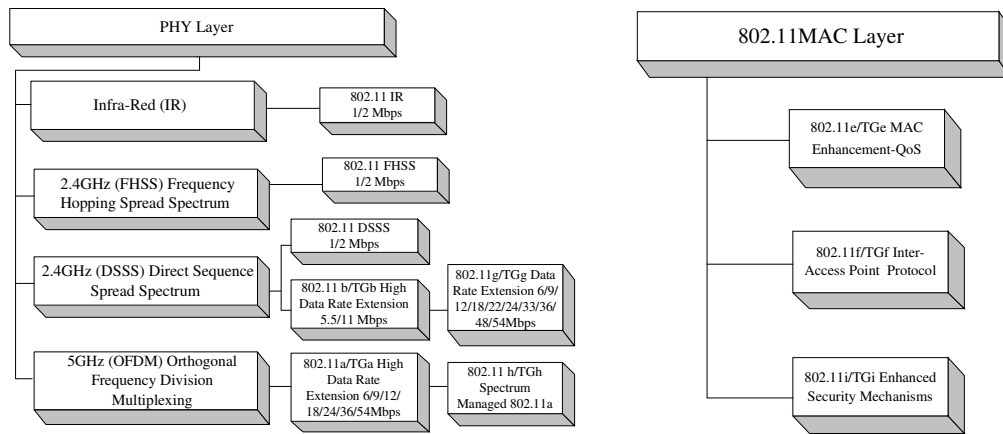 PHY Layer
Infra-Red (IR)
802.11 IR
1/2 Mbps
2.4GHz (FHSS) Frequency
Hopping Spread Spectrum
802.11 FHSS
1/2 Mbps
2.4GHz (DSSS) Direct Sequence
Spread Spectrum
802.11 DSSS
1/2 Mbps
802.11 b/TGb High
Data Rate Extension
5.5/11 Mbps
802.11g/TGg Data
Rate Extension 6/9/
12/18/22/24/33/36/
48/54Mbps
5GHz (OFDM) Orthogonal
Frequency Division
Multiplexing
802.11a/TGa High
Data Rate
Extension 6/9/12/
18/24/36/54Mbps
802.11 h/TGh
Spectrum
Managed 802.11a
802.11MAC Layer
802.11e/TGe MAC
Enhancement-QoS
802.11f/TGf Inter-
Access Point Protocol
802.11i/TGi Enhanced
Security Mechanisms